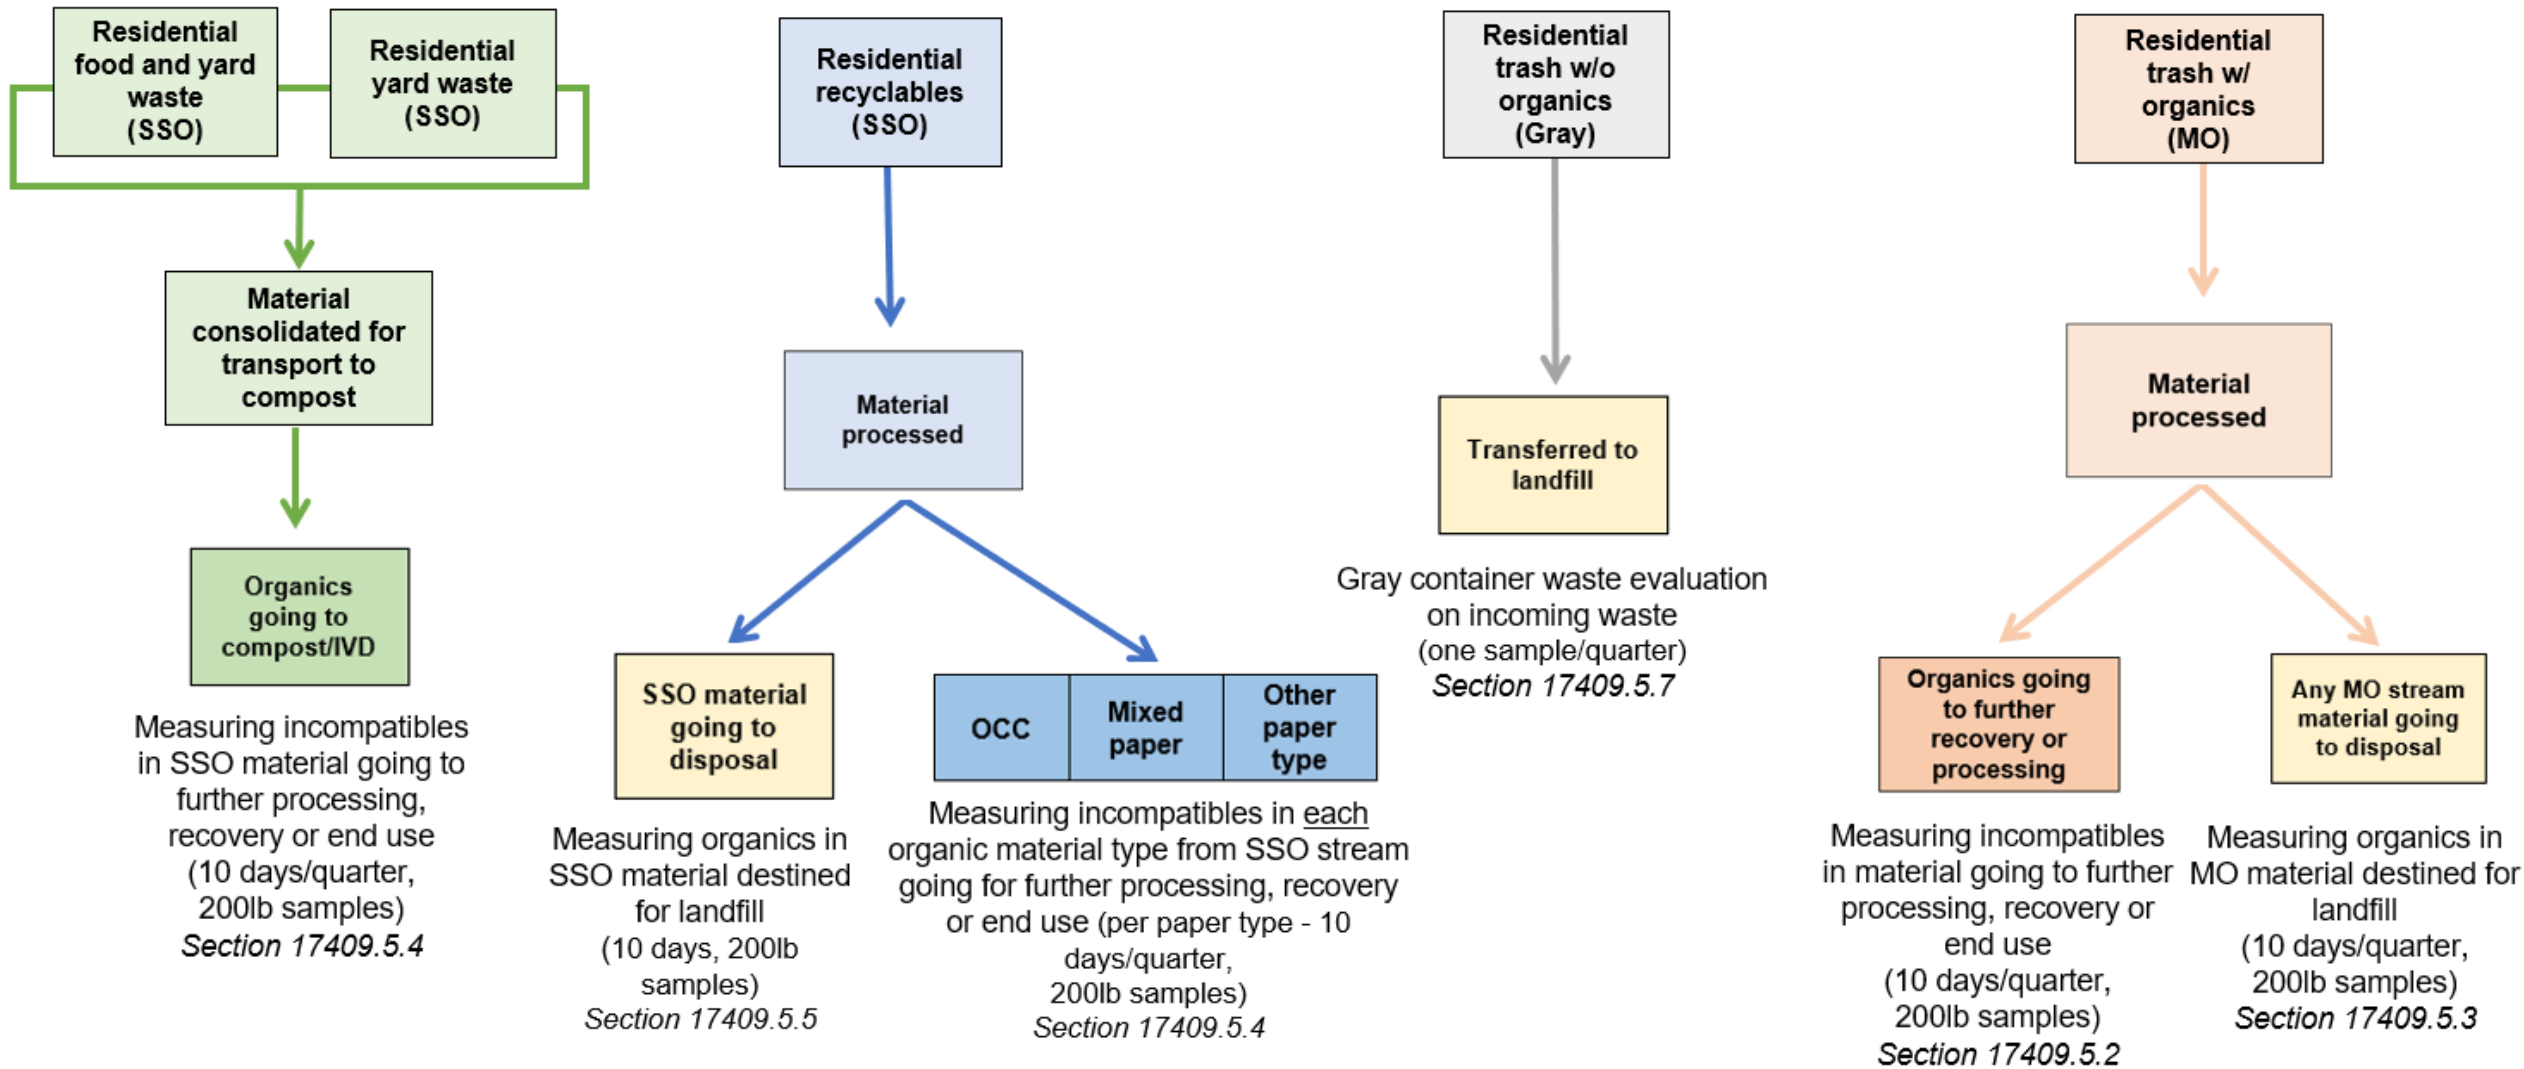 Residential
food and yard
waste
(SSO)
Residential
yard waste
(SSO)
Material
consolidated for
transport to
compost
Organics
going to
compost/IVD
Measuring incompatibles
in SSO material going to
further processing,
recovery or end use
(10 days/quarter,
200lb samples)
Section 17409.5.4
Residential
recyclables
(SSO)
Material
processed
SSO material
going to
disposal
Measuring organics in
SSO material destined
for landfill
(10 days, 200lb
samples)
Section 17409.5.5
OCC
Mixed
paper
Other
paper
type
Measuring incompatibles in each
organic material type from SSO stream
going for further processing, recovery
or end use (per paper type - 10
days/quarter,
200lb samples)
Section 17409.5.4
Residential
trash w/o
organics
(Gray)
Transferred to
landfill
Gray container waste evaluation
on incoming waste
(one sample/quarter)
Section 17409.5.7
Residential
trash w/
organics
(MO)
Material
processed
Organics going
to further
recovery or
processing
Measuring incompatibles
in material going to further
processing, recovery or
end use
(10 days/quarter,
200lb samples)
Section 17409.5.2
Any MO stream
material going
to disposal
Measuring organics in
MO material destined for
landfill
(10 days/quarter,
200lb samples)
Section 17409.5.3